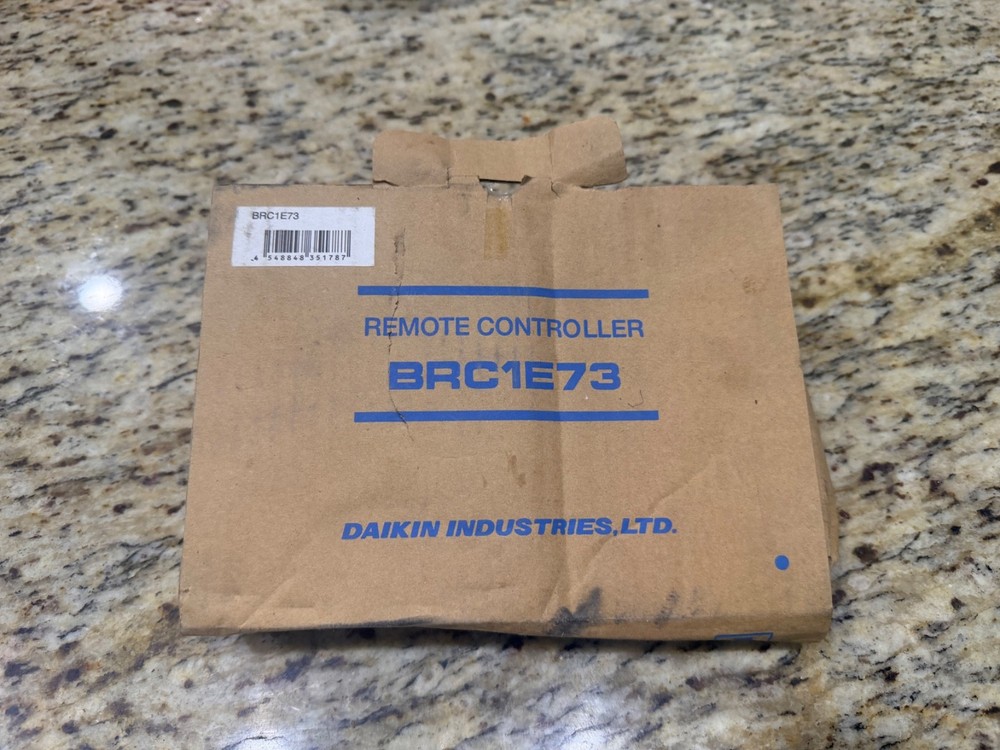 BRC1E73
4 548848 351787
REMOTE CONTROLLER
BRC1E73
DAIKIN INDUSTRIES,LTD.